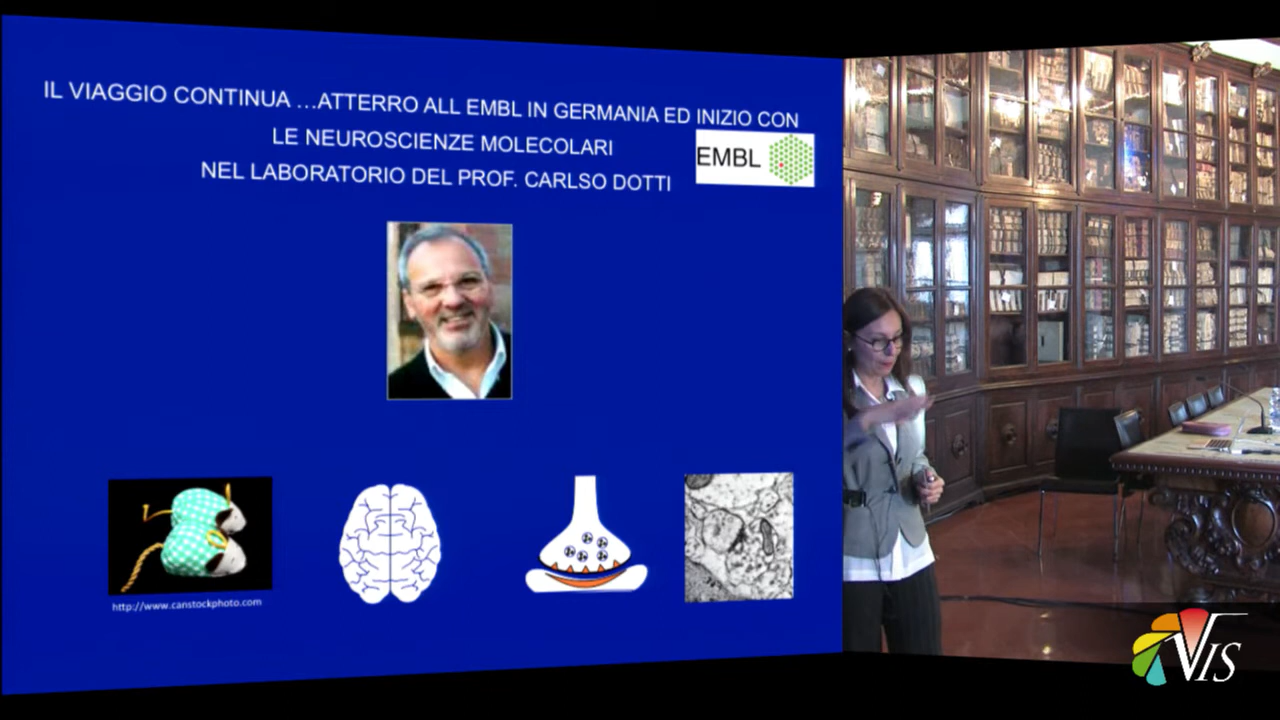 IL VIAGGIO CONTINUA ...ATTERRO ALL EMBL IN GERMANIA ED INIZIO CON
LE NEUROSCIENZE MOLECOLARI
NEL LABORATORIO DEL PROF. CARLSO DOTTI
EMBL
http://www.canstockphoto.com
VIS